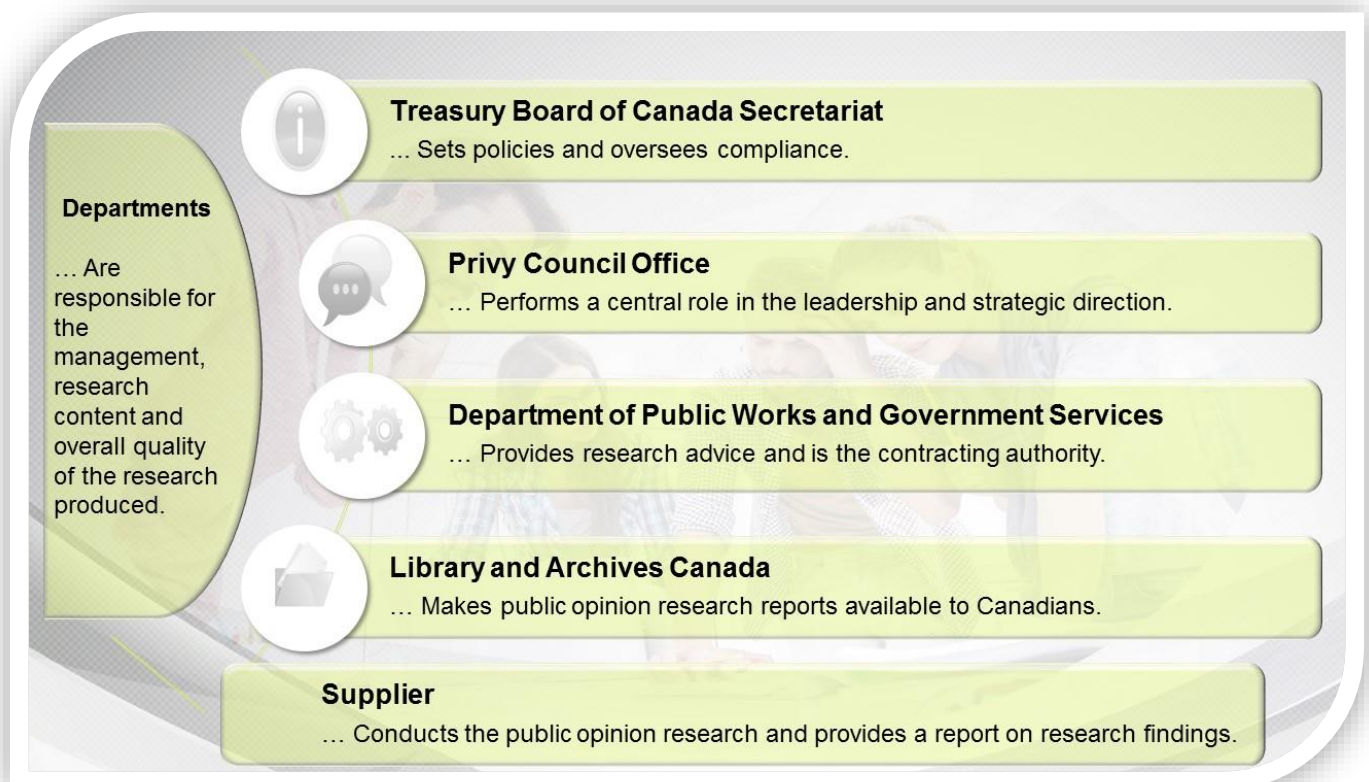 Departments
… Are
responsible for
the
management,
research
content and
overall quality
of the research
produced.
Treasury Board of Canada Secretariat
... Sets policies and oversees compliance.
Privy Council Office
… Performs a central role in the leadership and strategic direction.
Department of Public Works and Government Services
… Provides research advice and is the contracting authority.
Library and Archives Canada
… Makes public opinion research reports available to Canadians.
Supplier
… Conducts the public opinion research and provides a report on research findings.